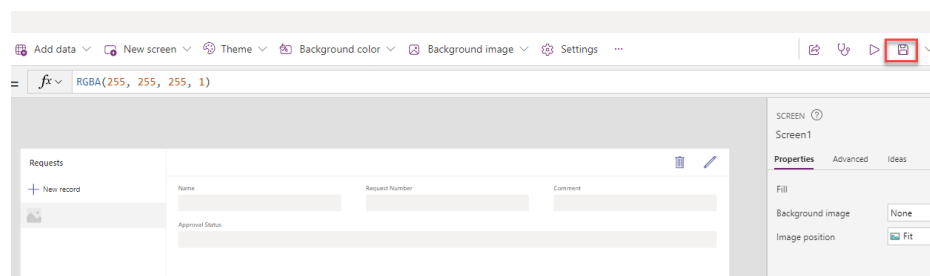 Add data New screen Theme Background color Background image Settings ...
= fx RGBA(255, 255, 255, 1)
SCREEN ?
Screen1
Properties Advanced Ideas
Fill
Background image None
Image position Fit
Requests
+ New record
Name Request Number Comment
Approval Status